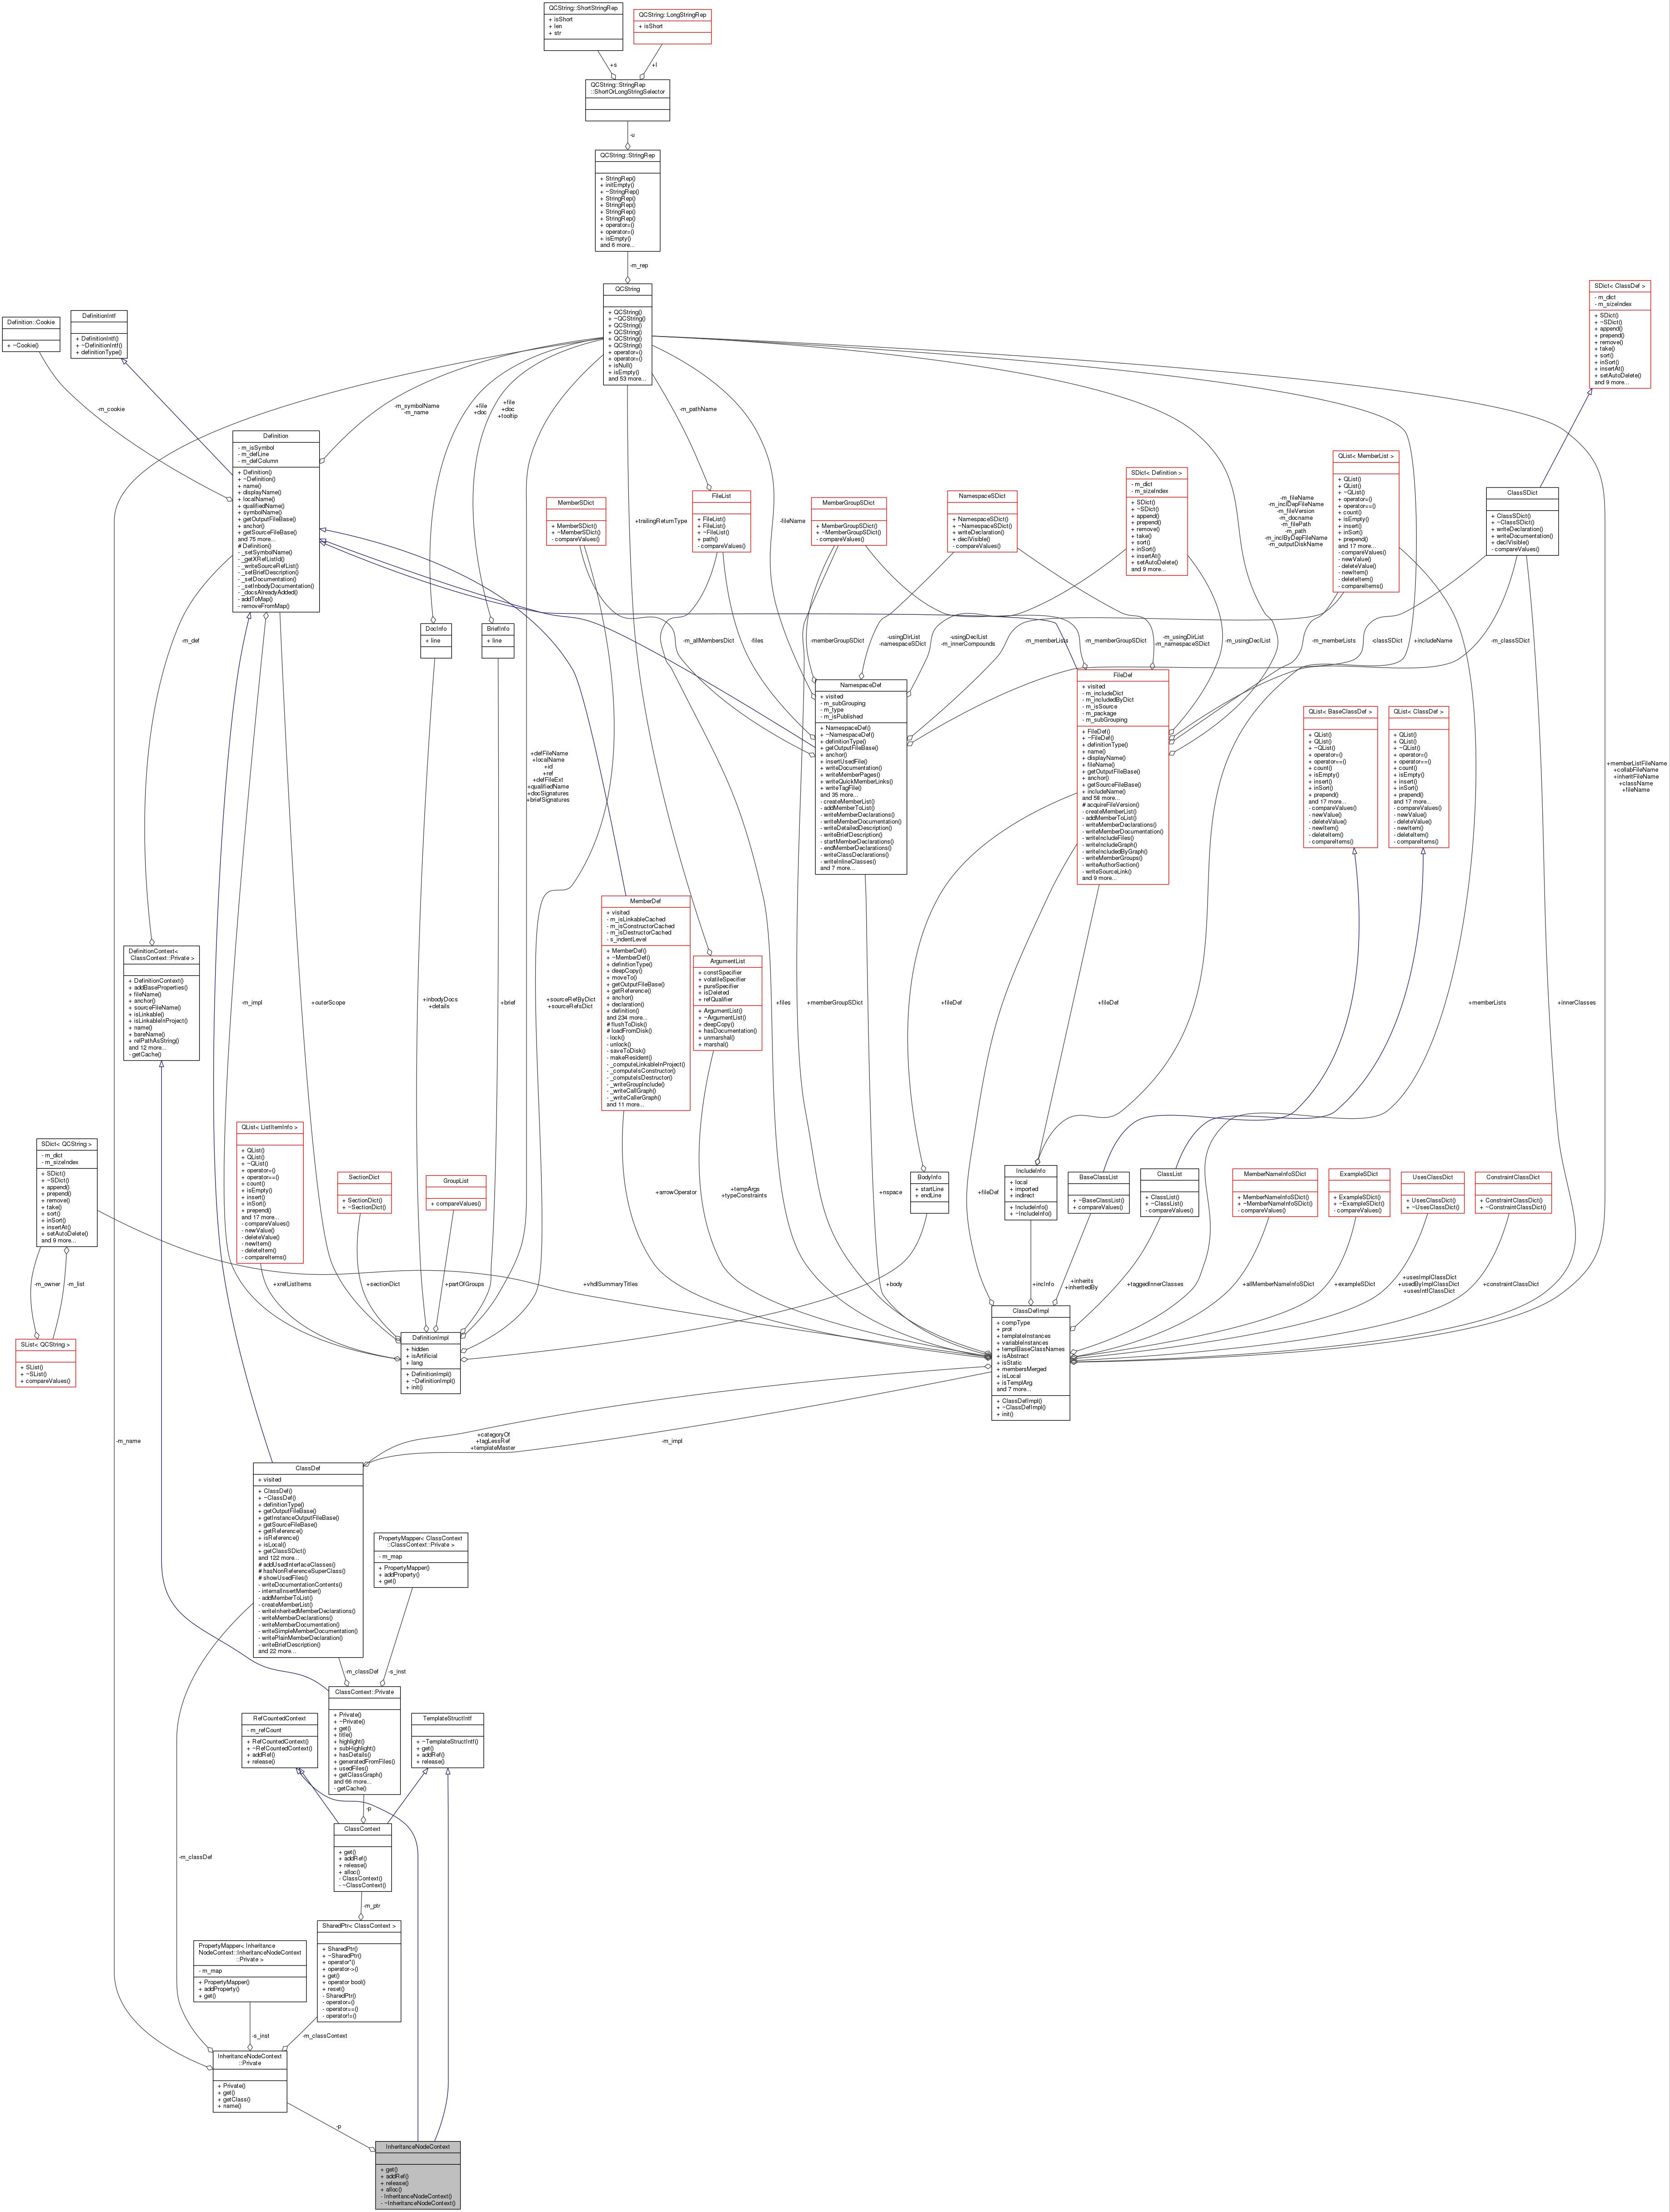 QCString::ShortStringRep
+ isShort
+ len
+ str
QCString::LongStringRep
+ isShort
+s
+l
QCString::StringRep
::ShortOrLongStringSelector
-u
QCString::StringRep
+ StringRep()
+ initEmpty()
+ ~StringRep()
+ StringRep()
+ StringRep()
+ StringRep()
+ StringRep()
+ operator=()
+ operator=()
+ isEmpty()
and 6 more...
-m_rep
QCString
+ QCString()
+ ~QCString()
+ QCString()
+ QCString()
+ QCString()
+ QCString()
+ operator=()
+ operator=()
+ isNull()
+ isEmpty()
and 53 more...
SDict< ClassDef >
- m_dict
- m_sizeIndex
+ SDict()
+ ~SDict()
+ append()
+ prepend()
+ remove()
+ take()
+ sort()
+ inSort()
+ insertAt()
+ setAutoDelete()
and 9 more...
Definition::Cookie
+ ~Cookie()
DefinitionIntf
+ DefinitionIntf()
+ ~DefinitionIntf()
+ definitionType()
-m_cookie
-m_symbolName
-m_name
+file
+doc
+file
+doc
+tooltip
-m_pathName
Definition
- m_isSymbol
- m_defLine
- m_defColumn
+ Definition()
+ ~Definition()
+ name()
+ displayName()
+ localName()
+ qualifiedName()
+ symbolName()
+ getOutputFileBase()
+ anchor()
+ getSourceFileBase()
and 75 more...
# Definition()
- _setSymbolName()
- _getXRefListId()
- _writeSourceRefList()
- _setBriefDescription()
- _setDocumentation()
- _setInbodyDocumentation()
- _docsAlreadyAdded()
- addToMap()
- removeFromMap()
MemberSDict
+ MemberSDict()
+ ~MemberSDict()
- compareValues()
+trailingReturnType
FileList
+ FileList()
+ FileList()
+ ~FileList()
+ path()
- compareValues()
-fileName
MemberGroupSDict
+ MemberGroupSDict()
+ ~MemberGroupSDict()
- compareValues()
NamespaceSDict
+ NamespaceSDict()
+ ~NamespaceSDict()
+ writeDeclaration()
+ declVisible()
- compareValues()
SDict< Definition >
- m_dict
- m_sizeIndex
+ SDict()
+ ~SDict()
+ append()
+ prepend()
+ remove()
+ take()
+ sort()
+ inSort()
+ insertAt()
+ setAutoDelete()
and 9 more...
-m_fileName
-m_inclDepFileName
-m_fileVersion
-m_docname
-m_filePath
-m_path
-m_inclByDepFileName
-m_outputDiskName
QList< MemberList >
+ QList()
+ QList()
+ ~QList()
+ operator=()
+ operator==()
+ count()
+ isEmpty()
+ insert()
+ inSort()
+ prepend()
and 17 more...
- compareValues()
- newValue()
- deleteValue()
- newItem()
- deleteItem()
- compareItems()
ClassSDict
+ ClassSDict()
+ ~ClassSDict()
+ writeDeclaration()
+ writeDocumentation()
+ declVisible()
- compareValues()
-m_def
DocInfo
+ line
BriefInfo
+ line
-m_allMembersDict
-files
-memberGroupSDict
-usingDirList
-namespaceSDict
-usingDeclList
-m_innerCompounds
-m_memberLists
-m_memberGroupSDict
-m_usingDirList
-m_namespaceSDict
-m_usingDeclList
-m_memberLists
-classSDict
+includeName
-m_classSDict
NamespaceDef
+ visited
- m_subGrouping
- m_type
- m_isPublished
+ NamespaceDef()
+ ~NamespaceDef()
+ definitionType()
+ getOutputFileBase()
+ anchor()
+ insertUsedFile()
+ writeDocumentation()
+ writeMemberPages()
+ writeQuickMemberLinks()
+ writeTagFile()
and 35 more...
- createMemberList()
- addMemberToList()
- writeMemberDeclarations()
- writeMemberDocumentation()
- writeDetailedDescription()
- writeBriefDescription()
- startMemberDeclarations()
- endMemberDeclarations()
- writeClassDeclarations()
- writeInlineClasses()
and 7 more...
FileDef
+ visited
- m_includeDict
- m_includedByDict
- m_isSource
- m_package
- m_subGrouping
+ FileDef()
+ ~FileDef()
+ definitionType()
+ name()
+ displayName()
+ fileName()
+ getOutputFileBase()
+ anchor()
+ getSourceFileBase()
+ includeName()
and 58 more...
# acquireFileVersion()
- createMemberList()
- addMemberToList()
- writeMemberDeclarations()
- writeMemberDocumentation()
- writeIncludeFiles()
- writeIncludeGraph()
- writeIncludedByGraph()
- writeMemberGroups()
- writeAuthorSection()
- writeSourceLink()
and 9 more...
QList< BaseClassDef >
+ QList()
+ QList()
+ ~QList()
+ operator=()
+ operator==()
+ count()
+ isEmpty()
+ insert()
+ inSort()
+ prepend()
and 17 more...
- compareValues()
- newValue()
- deleteValue()
- newItem()
- deleteItem()
- compareItems()
QList< ClassDef >
+ QList()
+ QList()
+ ~QList()
+ operator=()
+ operator==()
+ count()
+ isEmpty()
+ insert()
+ inSort()
+ prepend()
and 17 more...
- compareValues()
- newValue()
- deleteValue()
- newItem()
- deleteItem()
- compareItems()
+defFileName
+localName
+id
+ref
+defFileExt
+qualifiedName
+docSignatures
+briefSignatures
+memberListFileName
+collabFileName
+inheritFileName
+className
+fileName
MemberDef
+ visited
- m_isLinkableCached
- m_isConstructorCached
- m_isDestructorCached
- s_indentLevel
+ MemberDef()
+ ~MemberDef()
+ definitionType()
+ deepCopy()
+ moveTo()
+ getOutputFileBase()
+ getReference()
+ anchor()
+ declaration()
+ definition()
and 234 more...
# flushToDisk()
# loadFromDisk()
- lock()
- unlock()
- saveToDisk()
- makeResident()
- _computeLinkableInProject()
- _computeIsConstructor()
- _computeIsDestructor()
- _writeGroupInclude()
- _writeCallGraph()
- _writeCallerGraph()
and 11 more...
ArgumentList
+ constSpecifier
+ volatileSpecifier
+ pureSpecifier
+ isDeleted
+ refQualifier
+ ArgumentList()
+ ~ArgumentList()
+ deepCopy()
+ hasDocumentation()
+ unmarshal()
+ marshal()
DefinitionContext<
ClassContext::Private >
+ DefinitionContext()
+ addBaseProperties()
+ fileName()
+ anchor()
+ sourceFileName()
+ isLinkable()
+ isLinkableInProject()
+ name()
+ bareName()
+ relPathAsString()
and 12 more...
- getCache()
-m_impl
+outerScope
+inbodyDocs
+details
+brief
+sourceRefByDict
+sourceRefsDict
+files
+memberGroupSDict
+fileDef
+fileDef
+memberLists
+innerClasses
SDict< QCString >
- m_dict
- m_sizeIndex
+ SDict()
+ ~SDict()
+ append()
+ prepend()
+ remove()
+ take()
+ sort()
+ inSort()
+ insertAt()
+ setAutoDelete()
and 9 more...
QList< ListItemInfo >
+ QList()
+ QList()
+ ~QList()
+ operator=()
+ operator==()
+ count()
+ isEmpty()
+ insert()
+ inSort()
+ prepend()
and 17 more...
- compareValues()
- newValue()
- deleteValue()
- newItem()
- deleteItem()
- compareItems()
SectionDict
+ SectionDict()
+ ~SectionDict()
GroupList
+ compareValues()
+arrowOperator
+tempArgs
+typeConstraints
+nspace
BodyInfo
+ startLine
+ endLine
+fileDef
IncludeInfo
+ local
+ imported
+ indirect
+ IncludeInfo()
+ ~IncludeInfo()
BaseClassList
+ ~BaseClassList()
+ compareValues()
ClassList
+ ClassList()
+ ~ClassList()
- compareValues()
MemberNameInfoSDict
+ MemberNameInfoSDict()
+ ~MemberNameInfoSDict()
- compareValues()
ExampleSDict
+ ExampleSDict()
+ ~ExampleSDict()
- compareValues()
UsesClassDict
+ UsesClassDict()
+ ~UsesClassDict()
ConstraintClassDict
+ ConstraintClassDict()
+ ~ConstraintClassDict()
-m_owner
-m_list
+xrefListItems
+sectionDict
+partOfGroups
+vhdlSummaryTitles
+body
+incInfo
+inherits
+inheritedBy
+taggedInnerClasses
+allMemberNameInfoSDict
+exampleSDict
+usesImplClassDict
+usedByImplClassDict
+usesIntfClassDict
+constraintClassDict
SList< QCString >
+ SList()
+ ~SList()
+ compareValues()
DefinitionImpl
+ hidden
+ isArtificial
+ lang
+ DefinitionImpl()
+ ~DefinitionImpl()
+ init()
ClassDefImpl
+ compType
+ prot
+ templateInstances
+ variableInstances
+ templBaseClassNames
+ isAbstract
+ isStatic
+ membersMerged
+ isLocal
+ isTemplArg
and 7 more...
+ ClassDefImpl()
+ ~ClassDefImpl()
+ init()
-m_name
+categoryOf
+tagLessRef
+templateMaster
-m_impl
ClassDef
+ visited
+ ClassDef()
+ ~ClassDef()
+ definitionType()
+ getOutputFileBase()
+ getInstanceOutputFileBase()
+ getSourceFileBase()
+ getReference()
+ isReference()
+ isLocal()
+ getClassSDict()
and 122 more...
# addUsedInterfaceClasses()
# hasNonReferenceSuperClass()
# showUsedFiles()
- writeDocumentationContents()
- internalInsertMember()
- addMemberToList()
- createMemberList()
- writeInheritedMemberDeclarations()
- writeMemberDeclarations()
- writeMemberDocumentation()
- writeSimpleMemberDocumentation()
- writePlainMemberDeclaration()
- writeBriefDescription()
and 22 more...
PropertyMapper< ClassContext
::ClassContext::Private >
- m_map
+ PropertyMapper()
+ addProperty()
+ get()
-m_classDef
-s_inst
ClassContext::Private
+ Private()
+ ~Private()
+ get()
+ title()
+ highlight()
+ subHighlight()
+ hasDetails()
+ generatedFromFiles()
+ usedFiles()
+ getClassGraph()
and 66 more...
- getCache()
RefCountedContext
- m_refCount
+ RefCountedContext()
+ ~RefCountedContext()
+ addRef()
+ release()
TemplateStructIntf
+ ~TemplateStructIntf()
+ get()
+ addRef()
+ release()
-p
ClassContext
+ get()
+ addRef()
+ release()
+ alloc()
- ClassContext()
- ~ClassContext()
-m_classDef
-m_ptr
SharedPtr< ClassContext >
+ SharedPtr()
+ ~SharedPtr()
+ operator*()
+ operator->()
+ get()
+ operator bool()
+ reset()
- SharedPtr()
- operator=()
- operator==()
- operator!=()
PropertyMapper< Inheritance
NodeContext::InheritanceNodeContext
::Private >
- m_map
+ PropertyMapper()
+ addProperty()
+ get()
-s_inst
-m_classContext
InheritanceNodeContext
::Private
+ Private()
+ get()
+ getClass()
+ name()
-p
InheritanceNodeContext
+ get()
+ addRef()
+ release()
+ alloc()
- InheritanceNodeContext()
- ~InheritanceNodeContext()